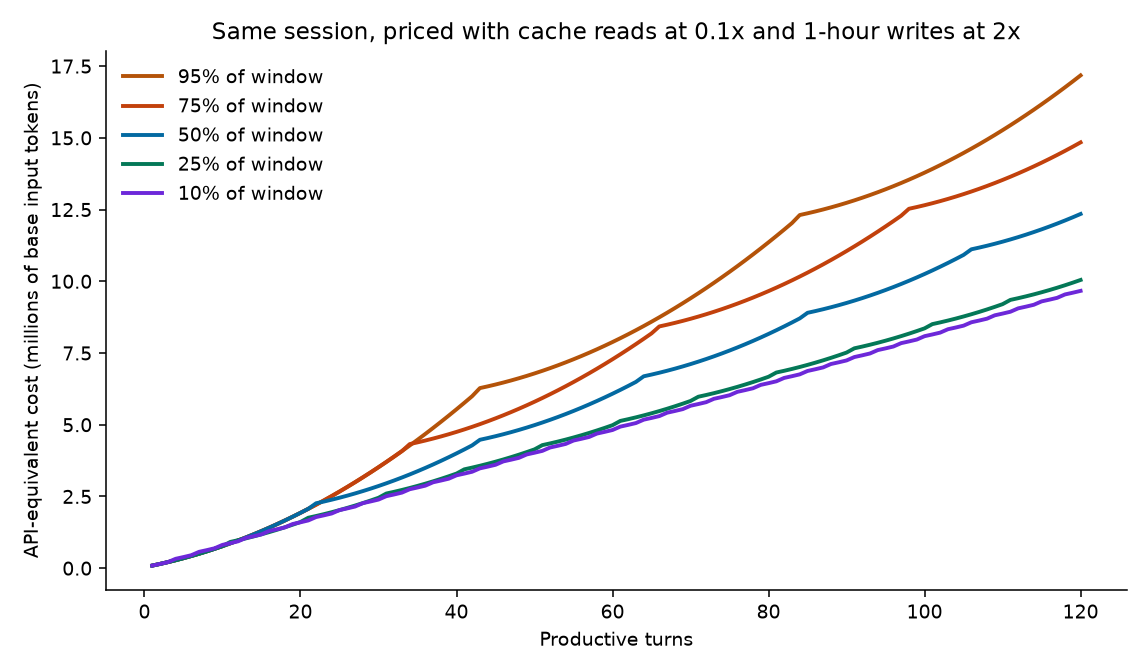 Same session, priced with cache reads at 0.1x and 1-hour writes at 2x
API-equivalent cost (millions of base input tokens)
17.5
15.0
12.5
10.0
7.5
5.0
2.5
0.0
95% of window
75% of window
50% of window
25% of window
10% of window
0 20 40 60 80 100 120
Productive turns